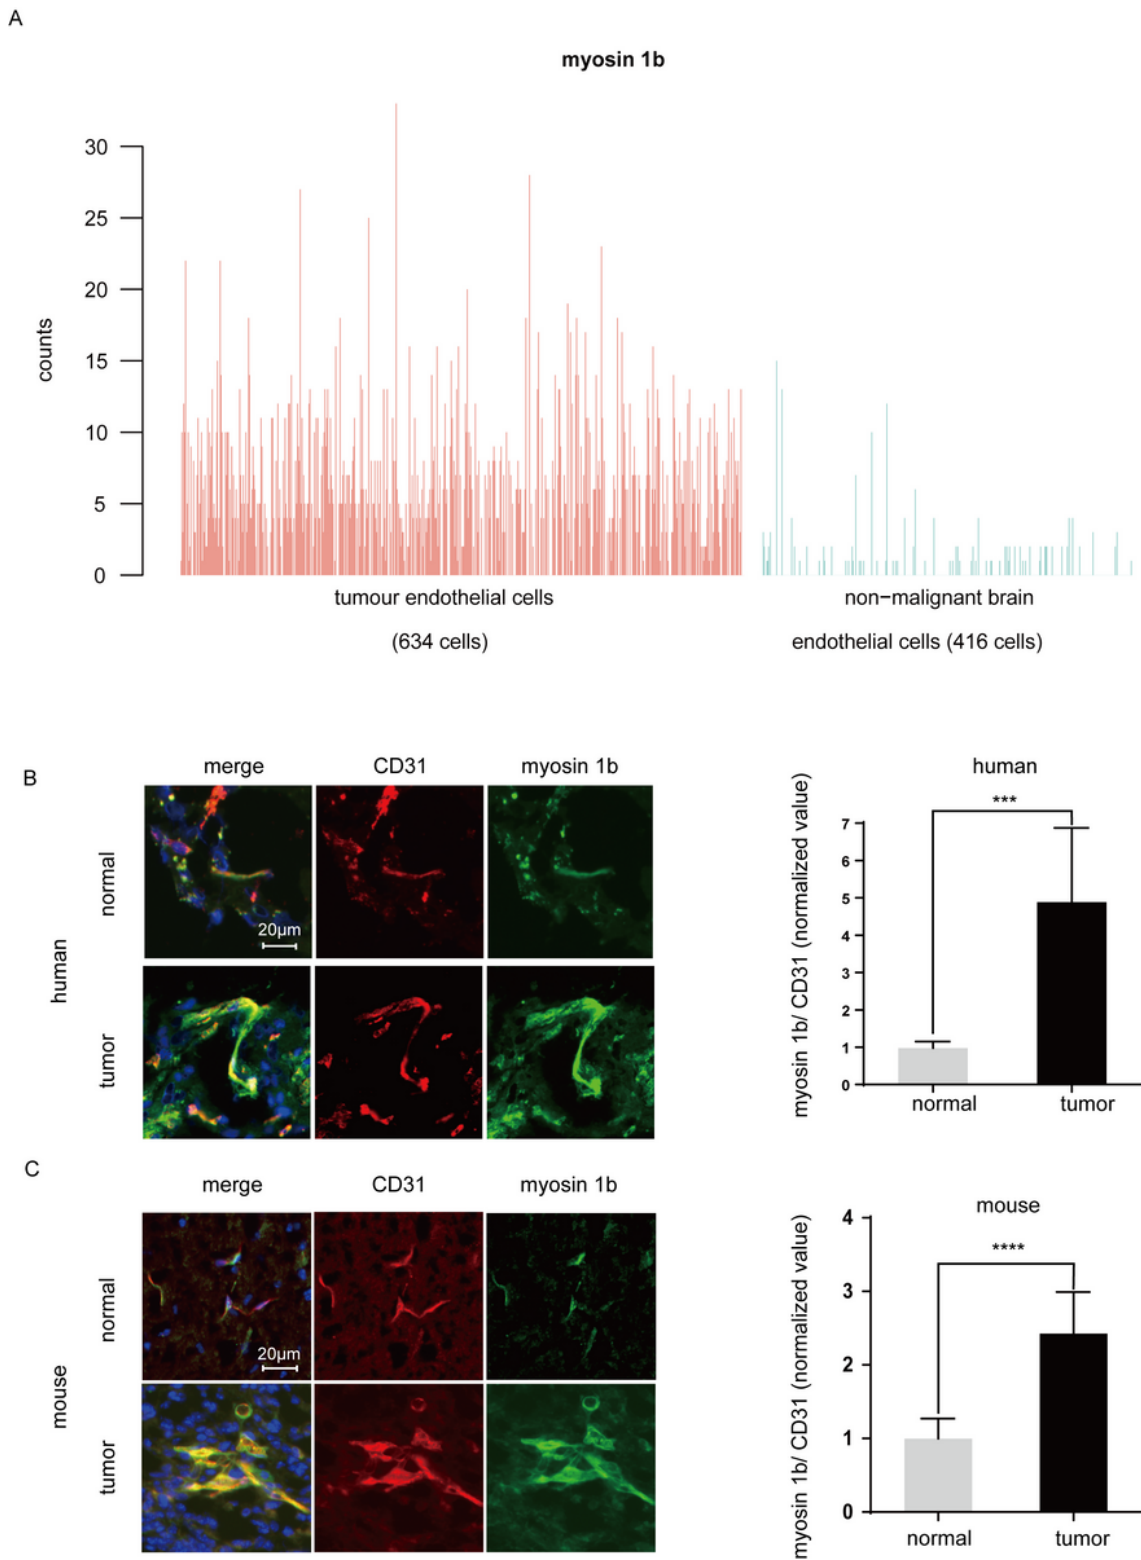 A
myosin 1b
counts
30
25
20
15
10
5
0
tumour endothelial cells
(634 cells)
non−malignant brain
endothelial cells (416 cells)
B
merge
CD31
myosin 1b
human
normal
20μm
tumor
human
***
myosin 1b/ CD31 (normalized value)
7
6
5
4
3
2
1
0
normal
tumor
C
merge
CD31
myosin 1b
mouse
normal
20μm
tumor
mouse
****
myosin 1b/ CD31 (normalized value)
4
3
2
1
0
normal
tumor